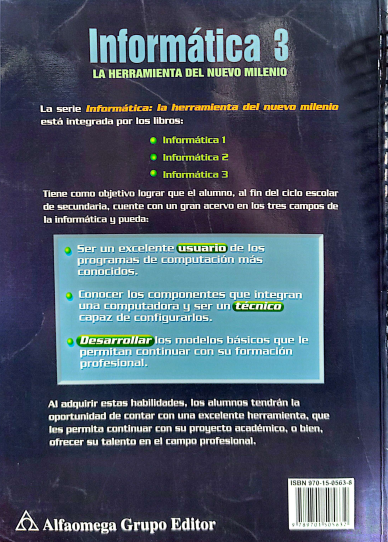 Informática 3
LA HERRAMIENTA DEL NUEVO MILENIO
La serie Informática: la herramienta del nuevo milenio
está integrada por los libros:
Informática 1
Informática 2
Informática 3
Tiene como objetivo lograr que el alumno, al fin del ciclo escolar
de secundaria, cuente con un gran acervo en los tres campos de
la informática y pueda:
Ser un excelente usuario de los
programas de computación más
conocidos.
Conocer los componentes que integran
una computadora y ser un técnico
capaz de configurarlos.
Desarrollar los modelos básicos que le
permitan continuar con su formación
profesional.
Al adquirir estas habilidades, los alumnos tendrán la
oportunidad de contar con una excelente herramienta, que
les permita continuar con su proyecto académico, o bien,
ofrecer su talento en el campo profesional.
ISBN 970-15-0563-8
9 789701 505637
Alfaomega Grupo Editor